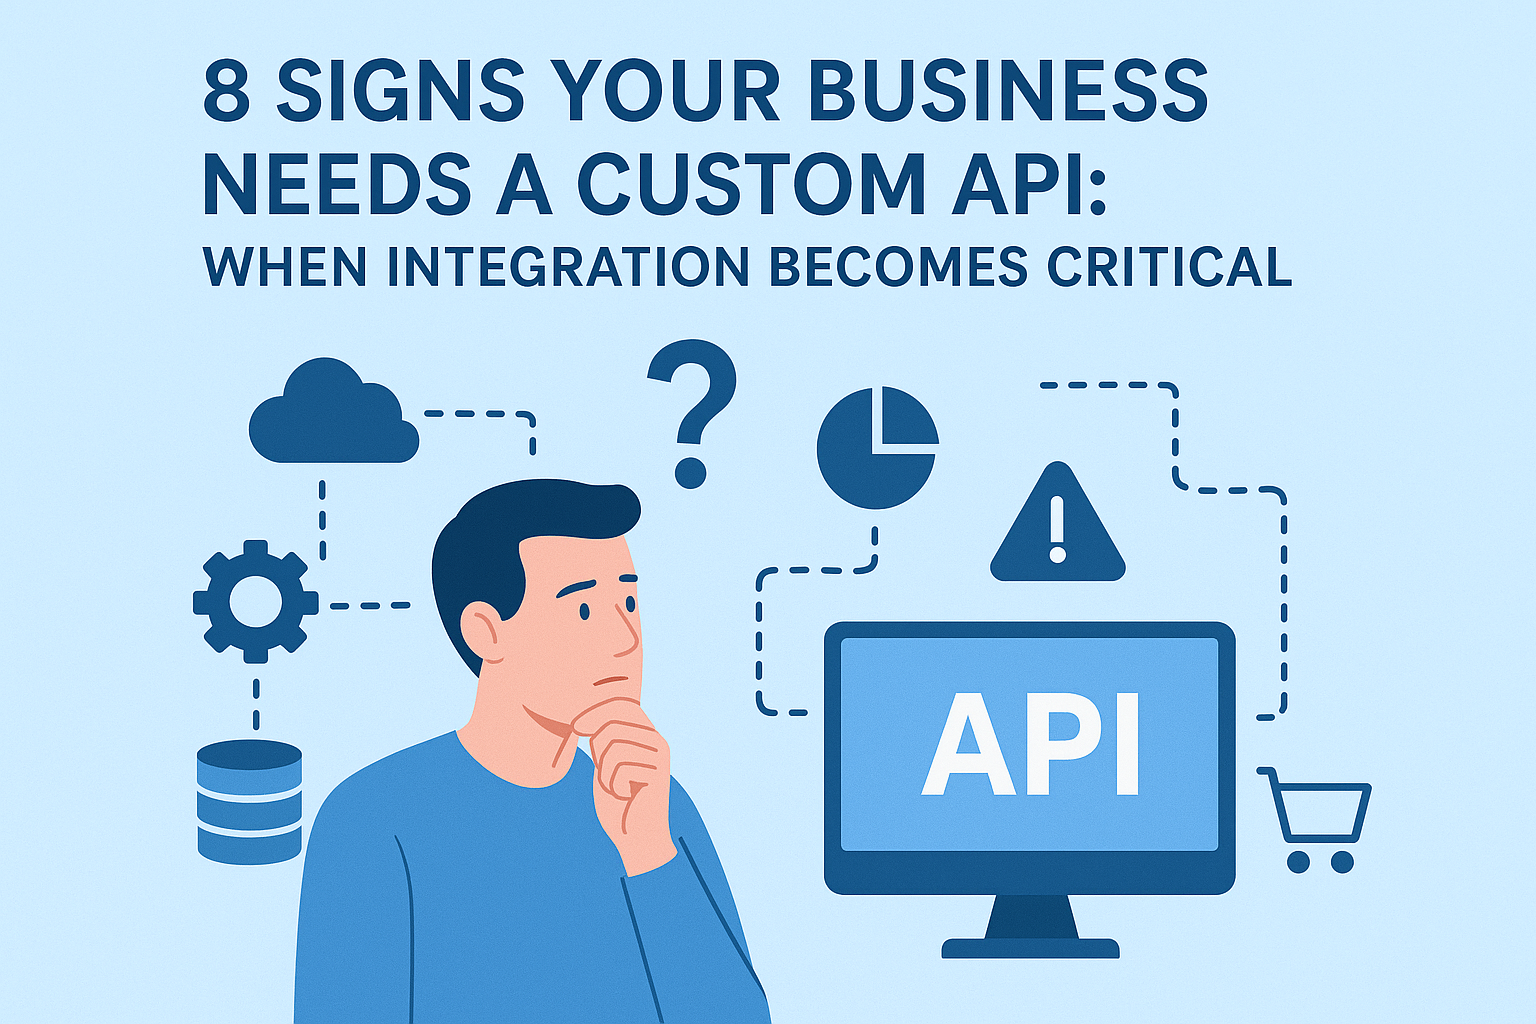 8 SIGNS YOUR BUSINESS
NEEDS A CUSTOM API:
WHEN INTEGRATION BECOMES CRITICAL
?
!
API